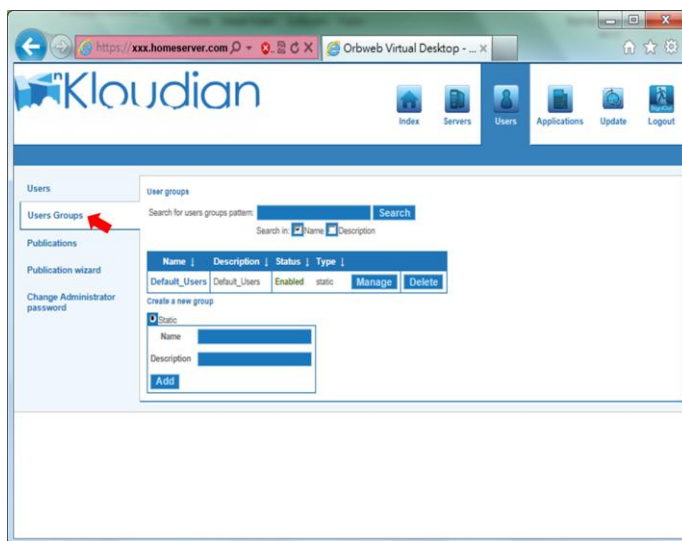 https://xxx.homeserver.com
Orbweb Virtual Desktop - ...
nKloudian
Index
Servers
Users
Applications
Update
Logout
Users
Users Groups
Publications
Publication wizard
Change Administrator
password
User groups
Search for users groups pattern:
Search
Search in: Name Description
Name ↓ Description ↓ Status ↓ Type ↓
Default_Users Default_Users Enabled static Manage Delete
Create a new group
Static
Name
Description
Add